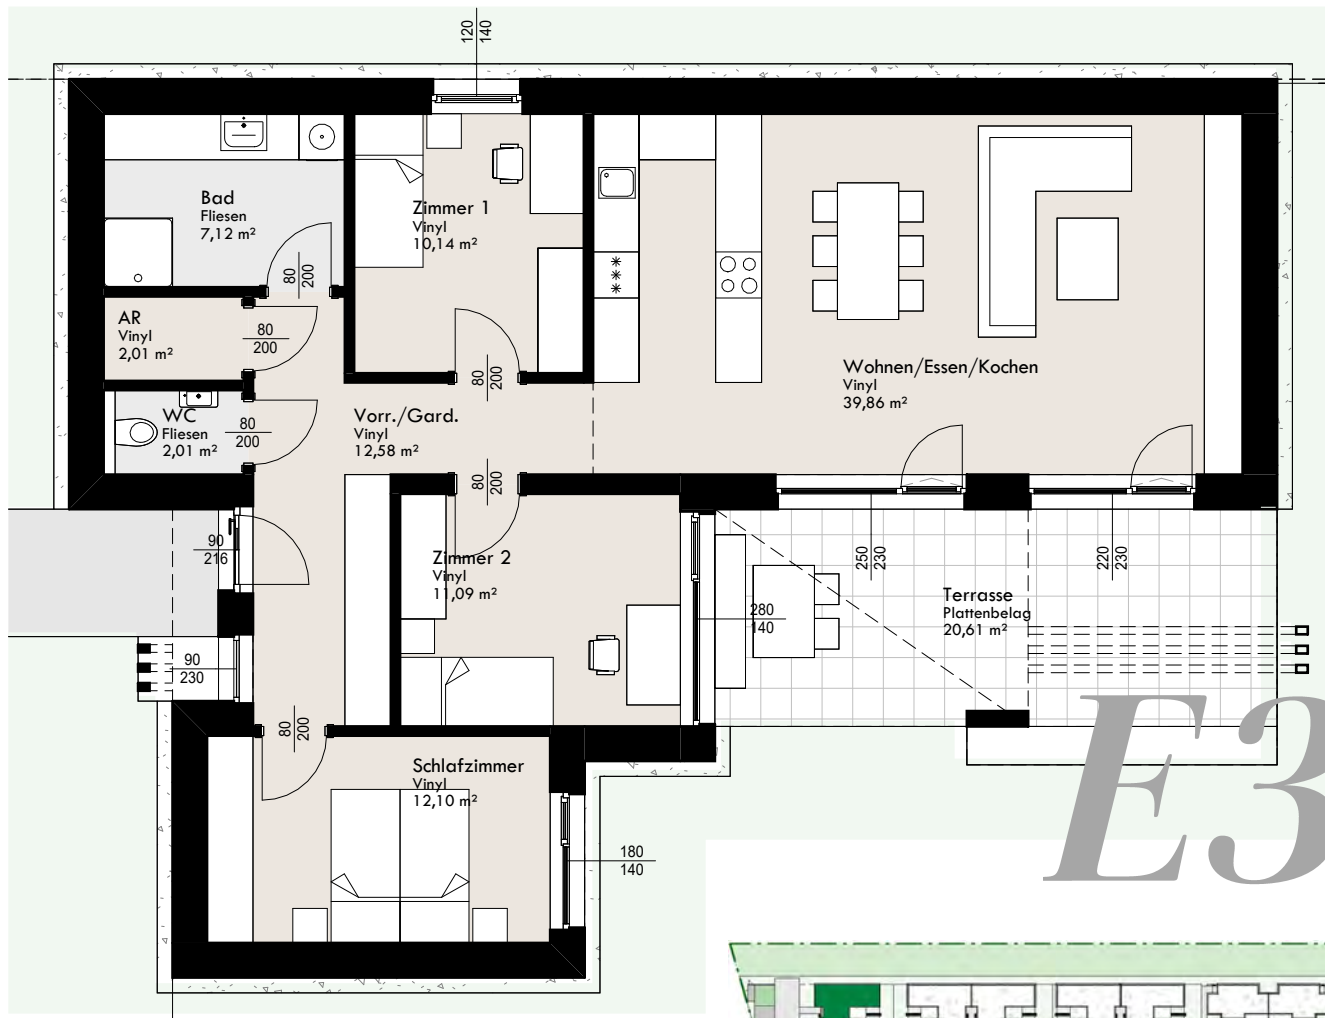 120
140
Bad
Fliesen
7,12 m²
80
200
Zimmer 1
Vinyl
10,14 m²
AR
Vinyl
2,01 m²
80
200
80
200
Wohnen/Essen/Kochen
Vinyl
39,86 m²
WC
Fliesen
2,01 m²
80
200
Vorr./Gard.
Vinyl
12,58 m²
80
200
90
216
Zimmer 2
Vinyl
11,09 m²
250
230
220
230
280
140
Terrasse
Plattenbelag
20,61 m²
90
230
80
200
Schlafzimmer
Vinyl
12,10 m²
180
140
E3